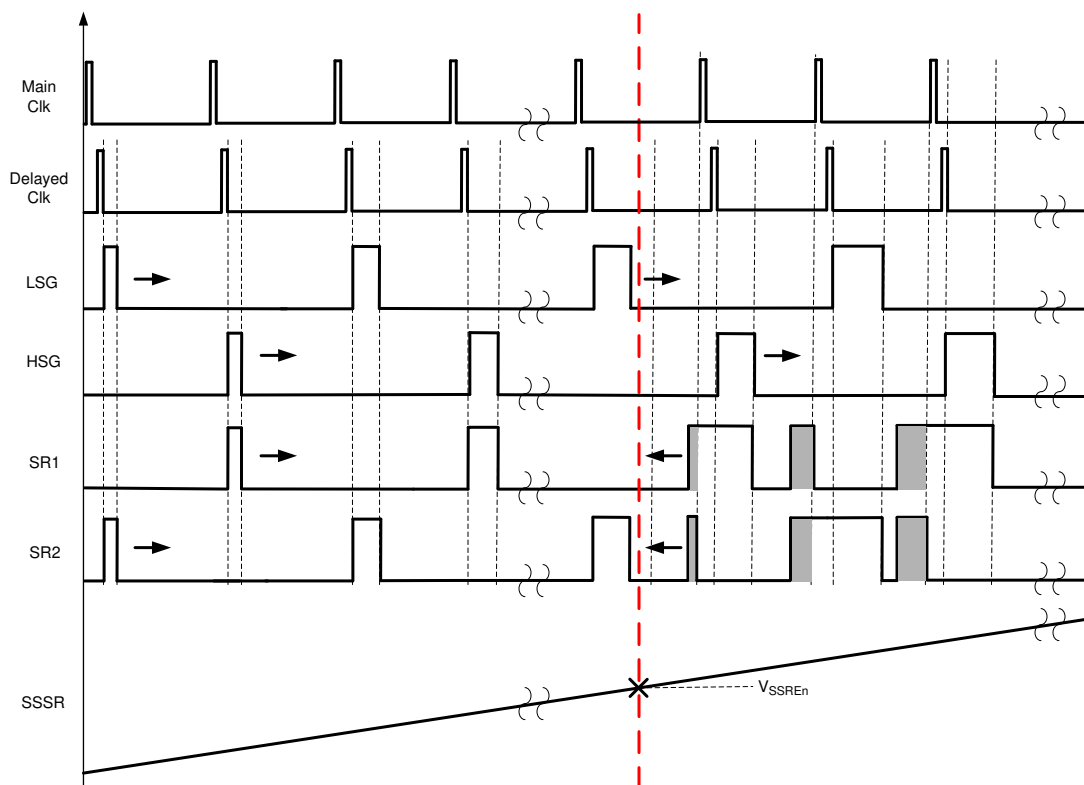 Main
Clk
Delayed
Clk
LSG
HSG
SR1
SR2
SSSR
VSSREn